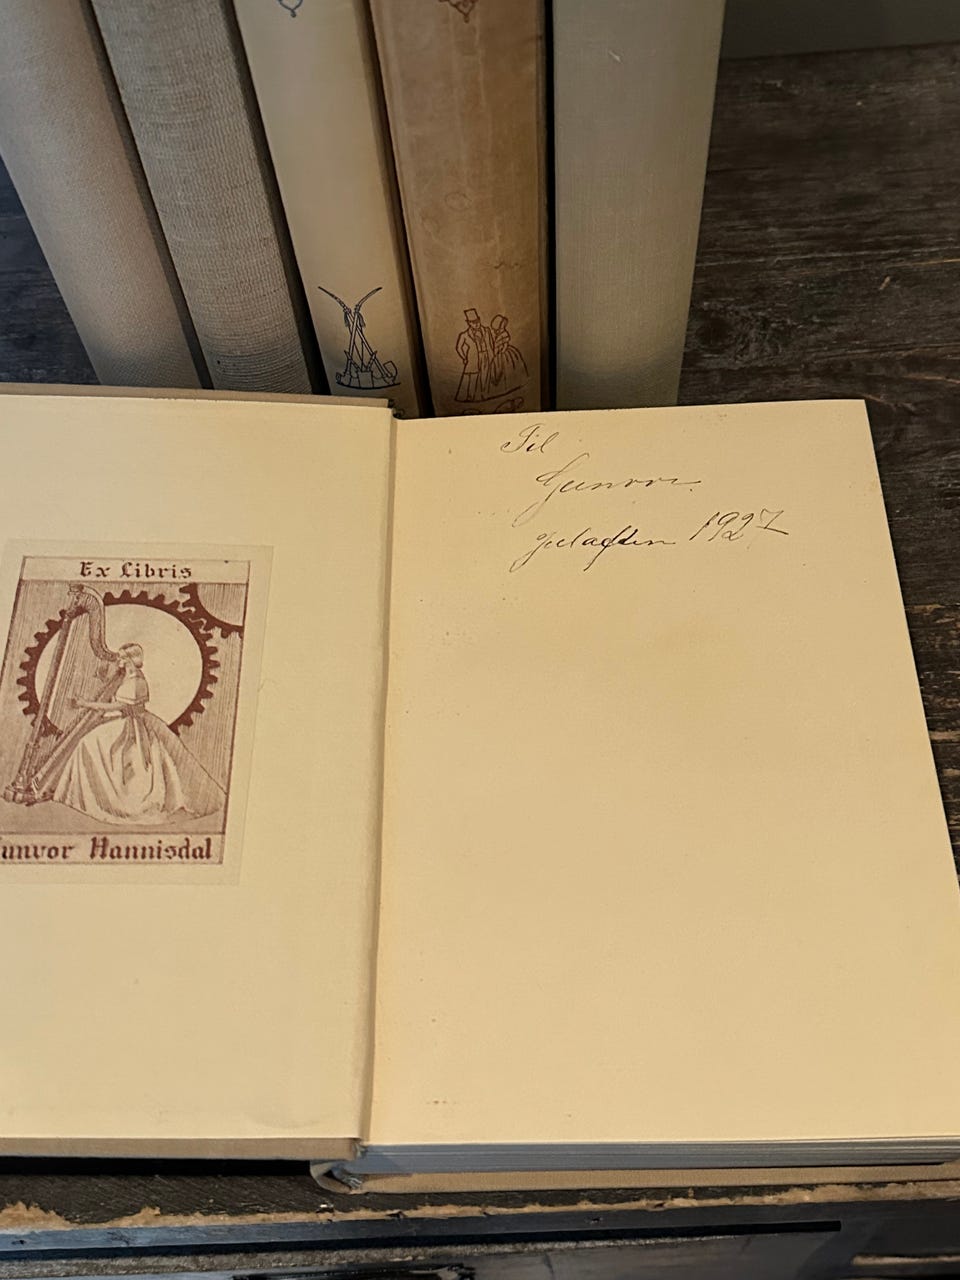 Ex Libris
unvor Hannisdal
Til
Gunvor.
Julaften 1927